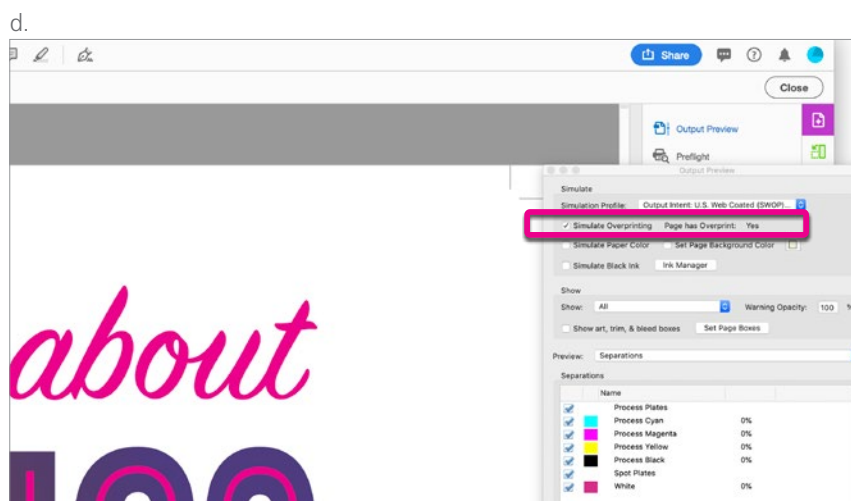 d.
Share
Close
Output Preview
Preflight
Output Preview
Simulate
Simulation Profile: Output Intent: U.S. Web Coated (SWOP)...
Simulate Overprinting Page has Overprint: Yes
Simulate Paper Color Set Page Background Color
Simulate Black Ink Ink Manager
Show
Show: All Warning Opacity: 100 %
Show art, trim, & bleed boxes Set Page Boxes
Preview: Separations
Separations
Name
Process Plates
Process Cyan 0%
Process Magenta 0%
Process Yellow 0%
Process Black 0%
Spot Plates
White 0%
about